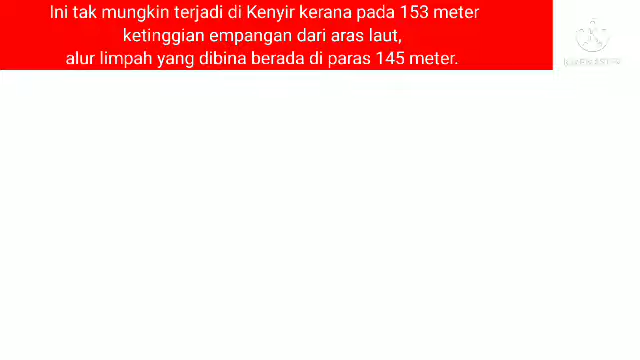 Ini tak mungkin terjadi di Kenyir kerana pada 153 meter
ketinggian empangan dari aras laut,
alur limpah yang dibina berada di paras 145 meter.